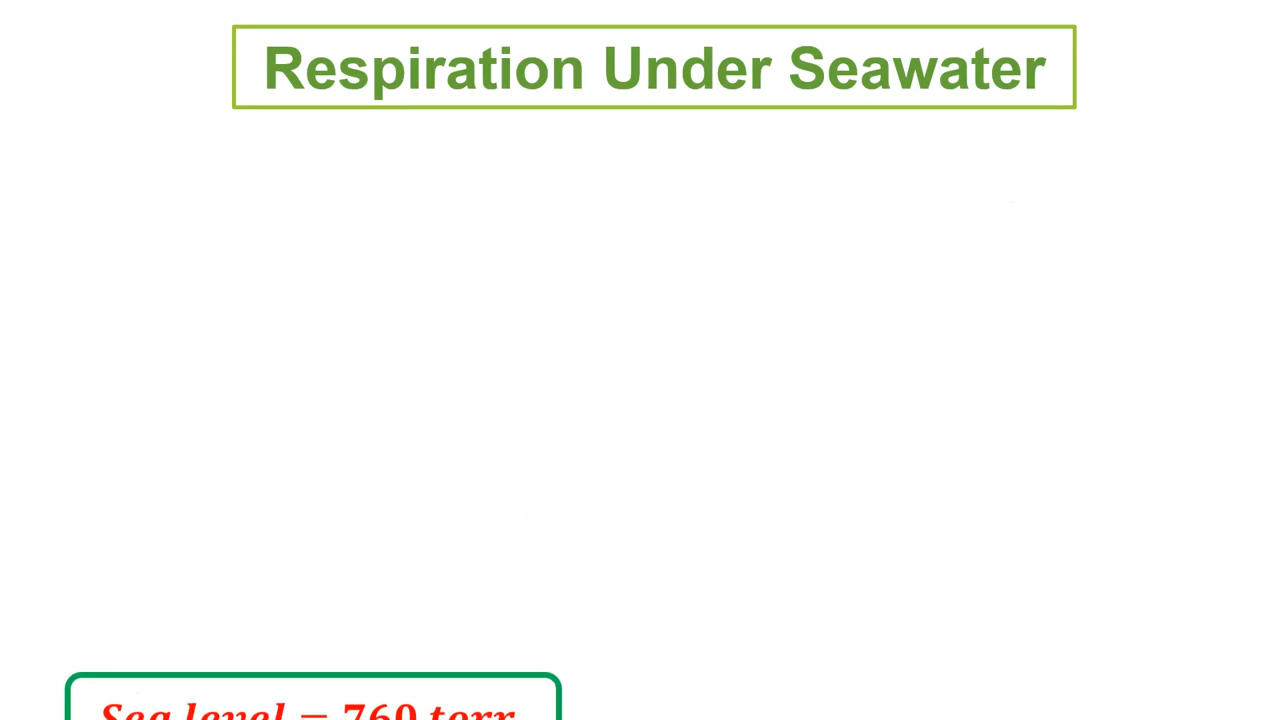 Respiration Under Seawater
Sea level = 760 torr